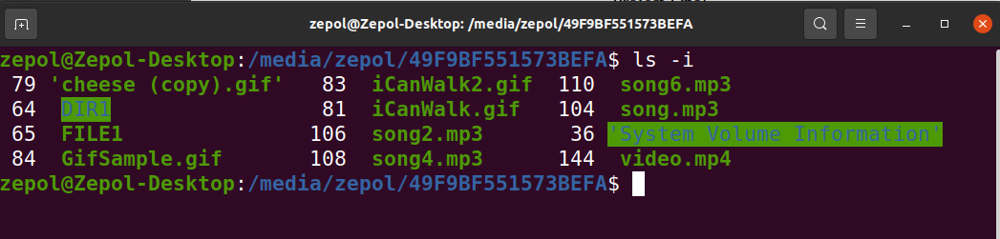 zepol@Zepol-Desktop: /media/zepol/49F9BF551573BEFA
zepol@Zepol-Desktop:/media/zepol/49F9BF551573BEFA$ ls -i
79 'cheese (copy).gif' 83 iCanWalk2.gif 110 song6.mp3
64 DIR1 81 iCanWalk.gif 104 song.mp3
65 FILE1 106 song2.mp3 36 'System Volume Information'
84 GifSample.gif 108 song4.mp3 144 video.mp4
zepol@Zepol-Desktop:/media/zepol/49F9BF551573BEFA$